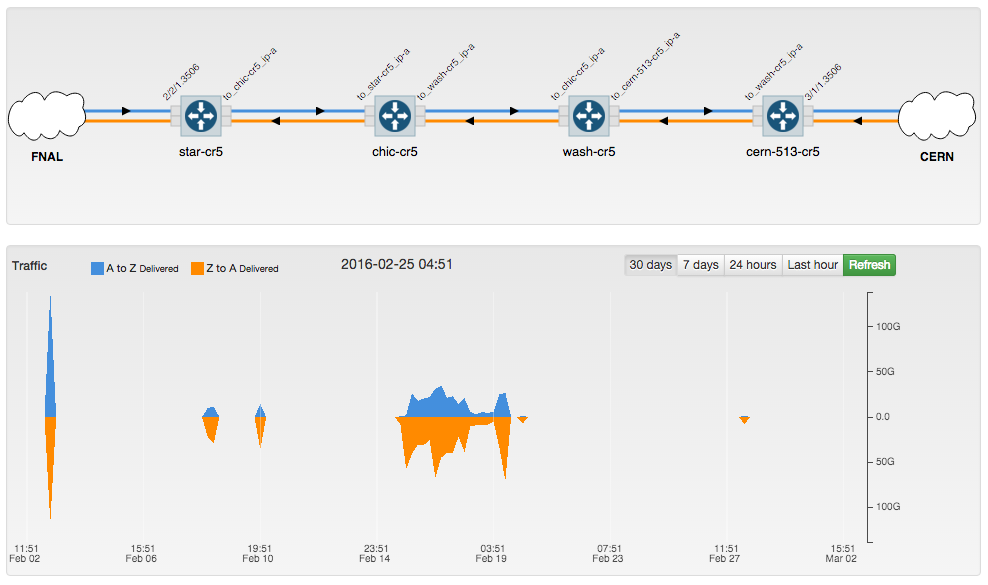 2/2/1.3506
to_chic-cr5_ip-a
to_star-cr5_ip-a
to_wash-cr5_ip-a
to_chic-cr5_ip-a
to_cern-513-cr5_ip-a
to_wash-cr5_ip-a
3/1/1.3506
FNAL
star-cr5
chic-cr5
wash-cr5
cern-513-cr5
CERN
Traffic
A to Z Delivered
Z to A Delivered
2016-02-25 04:51
30 days
7 days
24 hours
Last hour
Refresh
100G
50G
0.0
50G
100G
11:51
Feb 02
15:51
Feb 06
19:51
Feb 10
23:51
Feb 14
03:51
Feb 19
07:51
Feb 23
11:51
Feb 27
15:51
Mar 02